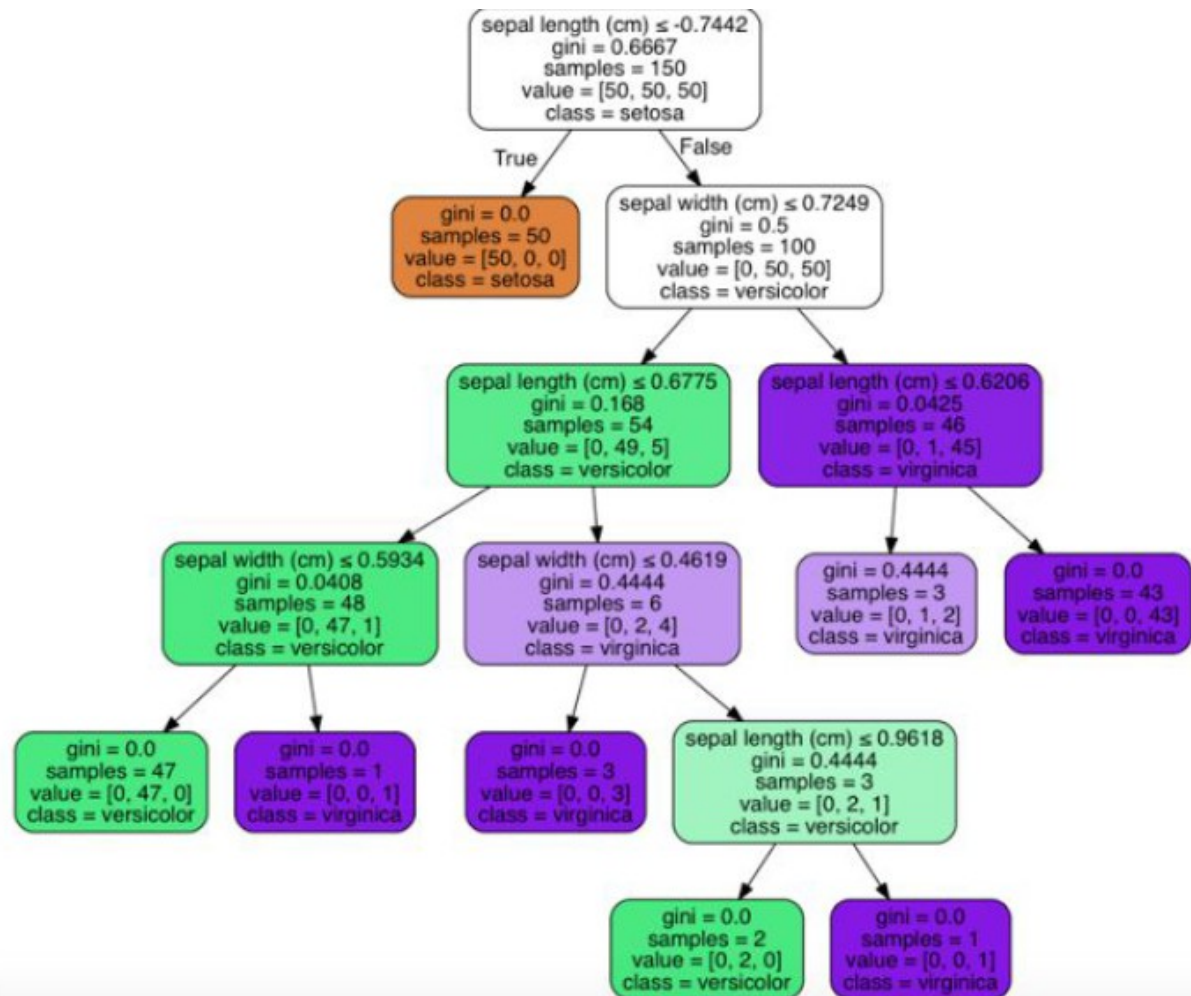 sepal length (cm) ≤ -0.7442
gini = 0.6667
samples = 150
value = [50, 50, 50]
class = setosa
True
False
gini = 0.0
samples = 50
value = [50, 0, 0]
class = setosa
sepal width (cm) ≤ 0.7249
gini = 0.5
samples = 100
value = [0, 50, 50]
class = versicolor
sepal length (cm) ≤ 0.6775
gini = 0.168
samples = 54
value = [0, 49, 5]
class = versicolor
sepal length (cm) ≤ 0.6206
gini = 0.0425
samples = 46
value = [0, 1, 45]
class = virginica
sepal width (cm) ≤ 0.5934
gini = 0.0408
samples = 48
value = [0, 47, 1]
class = versicolor
sepal width (cm) ≤ 0.4619
gini = 0.4444
samples = 6
value = [0, 2, 4]
class = virginica
gini = 0.4444
samples = 3
value = [0, 1, 2]
class = virginica
gini = 0.0
samples = 43
value = [0, 0, 43]
class = virginica
gini = 0.0
samples = 47
value = [0, 47, 0]
class = versicolor
gini = 0.0
samples = 1
value = [0, 0, 1]
class = virginica
gini = 0.0
samples = 3
value = [0, 0, 3]
class = virginica
sepal length (cm) ≤ 0.9618
gini = 0.4444
samples = 3
value = [0, 2, 1]
class = versicolor
gini = 0.0
samples = 2
value = [0, 2, 0]
class = versicolor
gini = 0.0
samples = 1
value = [0, 0, 1]
class = virginica